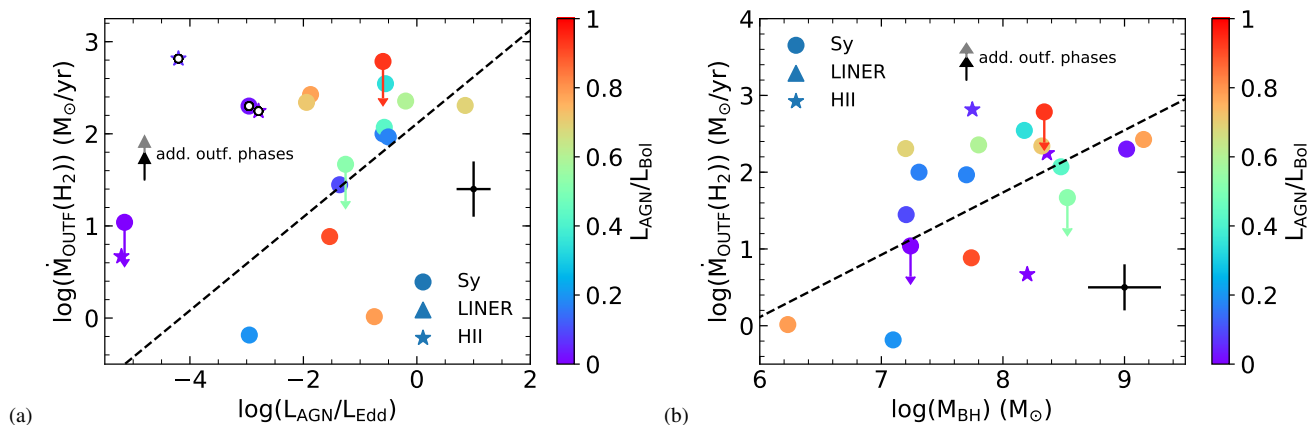 3
2
1
0
log(Ṁ_OUTF(H₂)) (M⊙/yr)
add. outf. phases
Sy
LINER
HII
−4 −2 0 2
log(L_AGN/L_Edd)
1
0.8
0.6
0.4
0.2
0
L_AGN/L_Bol
(a)
4
3
2
1
0
log(Ṁ_OUTF(H₂)) (M⊙/yr)
Sy
LINER
HII
add. outf. phases
6 7 8 9
log(M_BH) (M⊙)
1
0.8
0.6
0.4
0.2
0
L_AGN/L_Bol
(b)